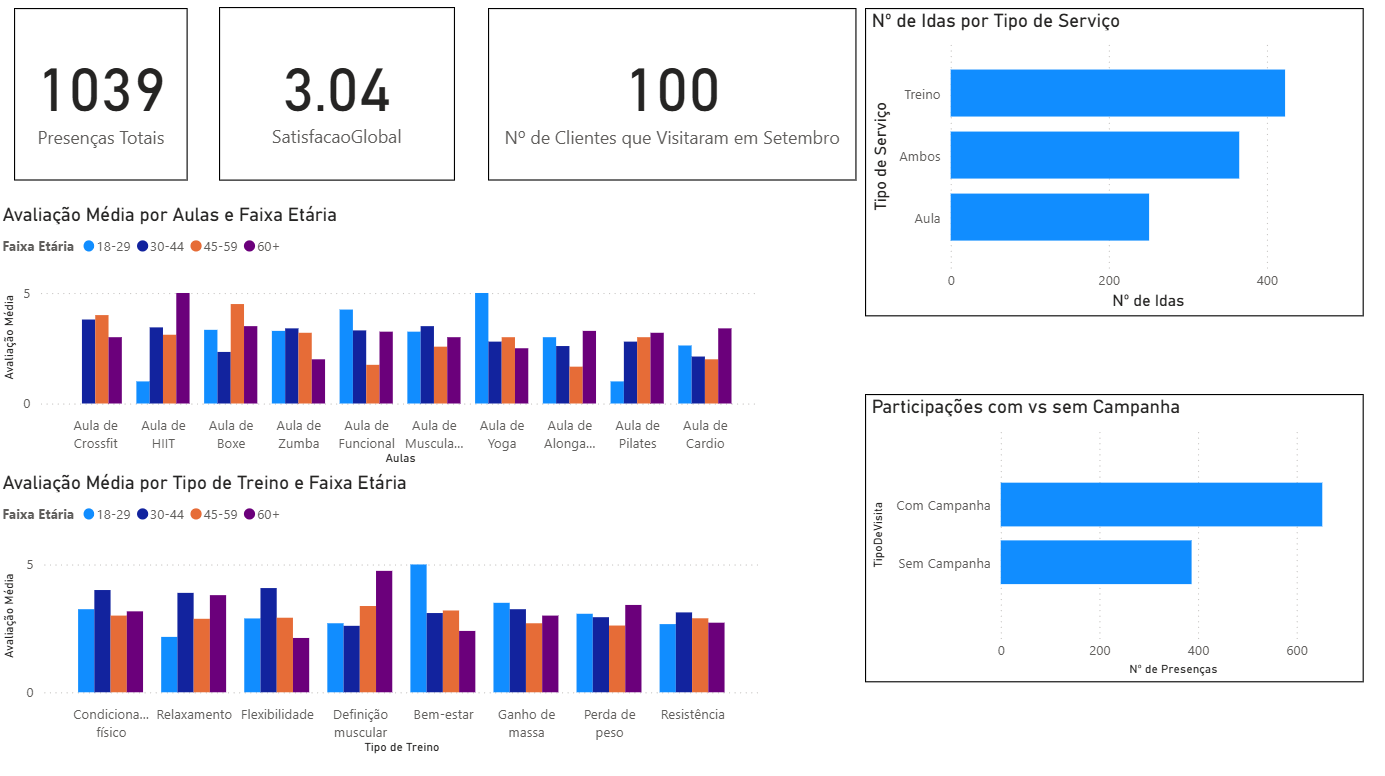 1039
Presenças Totais
3.04
SatisfacaoGlobal
100
Nº de Clientes que Visitaram em Setembro
Nº de Idas por Tipo de Serviço
Tipo de Serviço
Treino
Ambos
Aula
0 200 400
Nº de Idas
Avaliação Média por Aulas e Faixa Etária
Faixa Etária 18-29 30-44 45-59 60+
Avaliação Média
5
0
Aula de Crossfit
Aula de HIIT
Aula de Boxe
Aula de Zumba
Aula de Funcional
Aula de Muscula...
Aula de Yoga
Aula de Alonga...
Aula de Pilates
Aula de Cardio
Aulas
Participações com vs sem Campanha
TipoDeVisita
Com Campanha
Sem Campanha
0 200 400 600
Nº de Presenças
Avaliação Média por Tipo de Treino e Faixa Etária
Faixa Etária 18-29 30-44 45-59 60+
Avaliação Média
5
0
Condiciona... físico
Relaxamento
Flexibilidade
Definição muscular
Bem-estar
Ganho de massa
Perda de peso
Resistência
Tipo de Treino